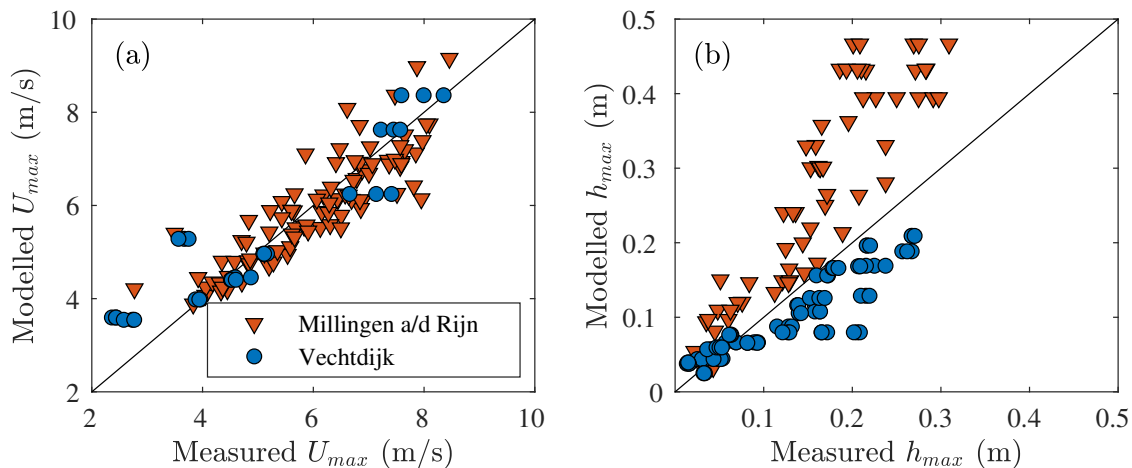 (a)
Modelled U_max (m/s)
10
8
6
4
2
Millingen a/d Rijn
Vechtdijk
2 4 6 8 10
Measured U_max (m/s)
(b)
Modelled h_max (m)
0.5
0.4
0.3
0.2
0.1
0
0.1 0.2 0.3 0.4 0.5
Measured h_max (m)